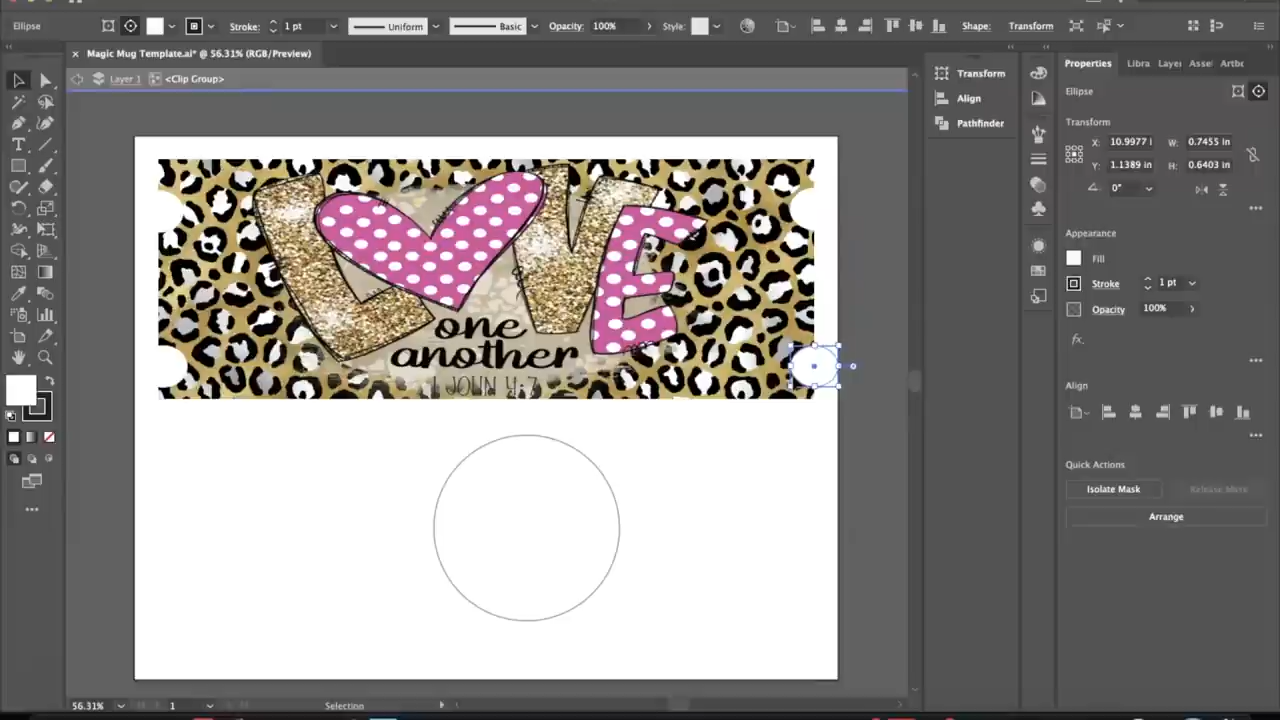 Ellipse Stroke: 1 pt Uniform Basic Opacity: 100% Style: Shape: Transform
× Magic Mug Template.ai* @ 56.31% (RGB/Preview)
Layer 1 <Clip Group>
Transform
Align
Pathfinder
Properties Libra Layer Asset Artbc
Ellipse
Transform
X: 10.9977 i W: 0.7455 in
Y: 1.1389 in H: 0.6403 in
0°
Appearance
Fill
Stroke 1 pt
Opacity 100%
fx.
Align
Quick Actions
Isolate Mask Release Mask
Arrange
LOVE
one
another
1 JOHN 4:7
56.31% 1 Selection